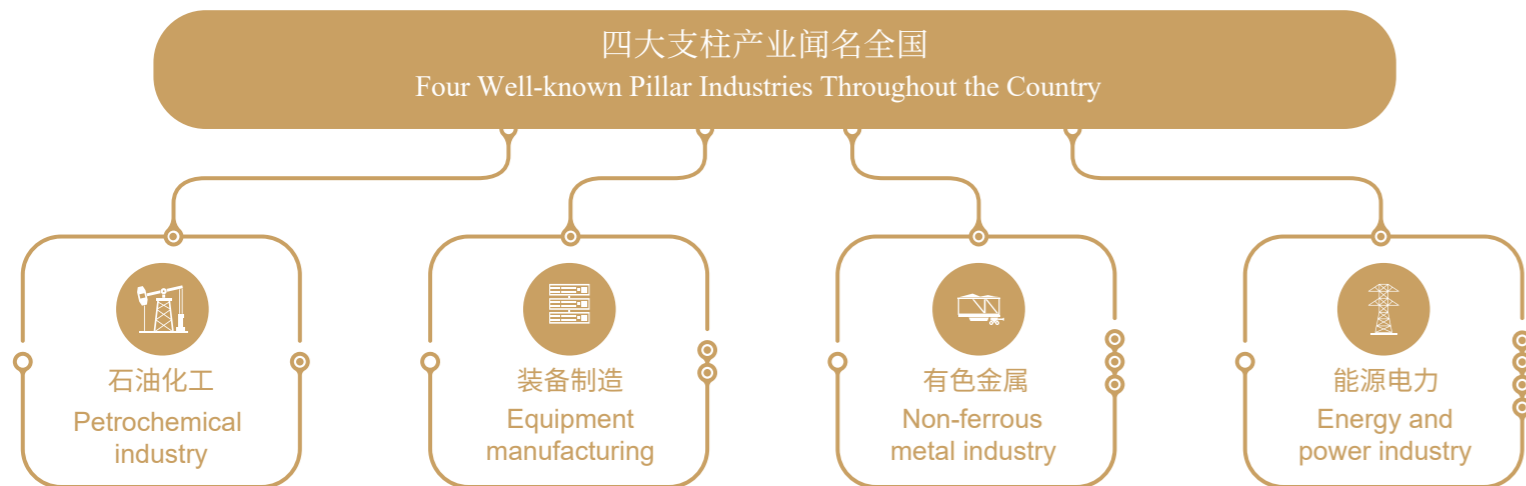 四大支柱产业闻名全国
Four Well-known Pillar Industries Throughout the Country
石油化工
Petrochemical
industry
装备制造
Equipment
manufacturing
有色金属
Non-ferrous
metal industry
能源电力
Energy and
power industry